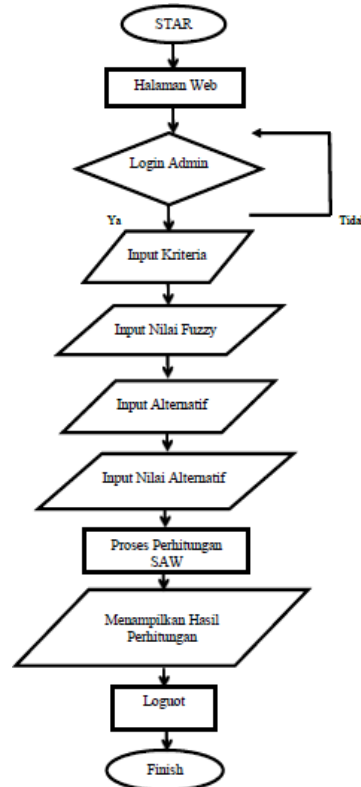 STAR
Halaman Web
Login Admin
Ya
Tidal
Input Kriteria
Input Nilai Fuzzy
Input Alternatif
Input Nilai Alternatif
Proses Perhitungan
SAW
Menampilkan Hasil
Perhitungan
Loguot
Finish